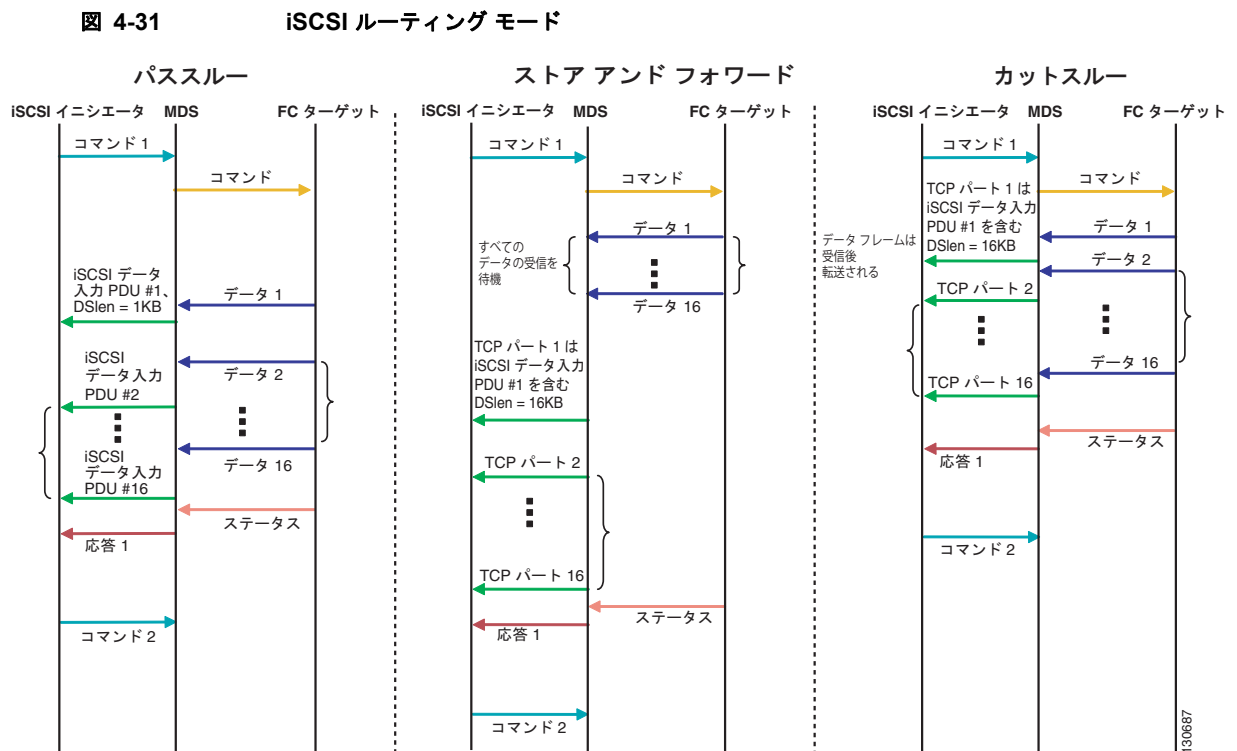 図 4-31 iSCSI ルーティング モード
パススルー
iSCSI イニシエータ MDS FC ターゲット
コマンド 1
コマンド
iSCSI データ
入力 PDU #1、
DSlen = 1KB
データ 1
iSCSI
データ入力
PDU #2
データ 2
iSCSI
データ入力
PDU #16
データ 16
ステータス
応答 1
コマンド 2
ストア アンド フォワード
iSCSI イニシエータ MDS FC ターゲット
コマンド 1
コマンド
データ 1
すべての
データの受信を
待機
データ 16
TCP パート 1 は
iSCSI データ入力
PDU #1 を含む
DSlen = 16KB
TCP パート 2
TCP パート 16
ステータス
応答 1
コマンド 2
カットスルー
iSCSI イニシエータ MDS FC ターゲット
コマンド 1
コマンド
TCP パート 1 は
iSCSI データ入力
PDU #1 を含む
DSlen = 16KB
データ 1
データ フレームは
受信後
転送される
データ 2
TCP パート 2
データ 16
TCP パート 16
ステータス
応答 1
コマンド 2
130687